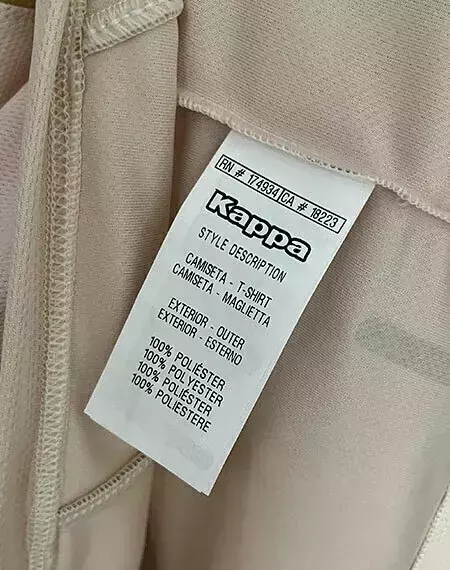 RN # 174934 CA # 18223
Kappa
STYLE DESCRIPTION
CAMISETA - T-SHIRT
CAMISETA - MAGLIETTA
EXTERIOR - OUTER
EXTERIOR - ESTERNO
100% POLIÉSTER
100% POLYESTER
100% POLIÉSTER
100% POLIESTERE